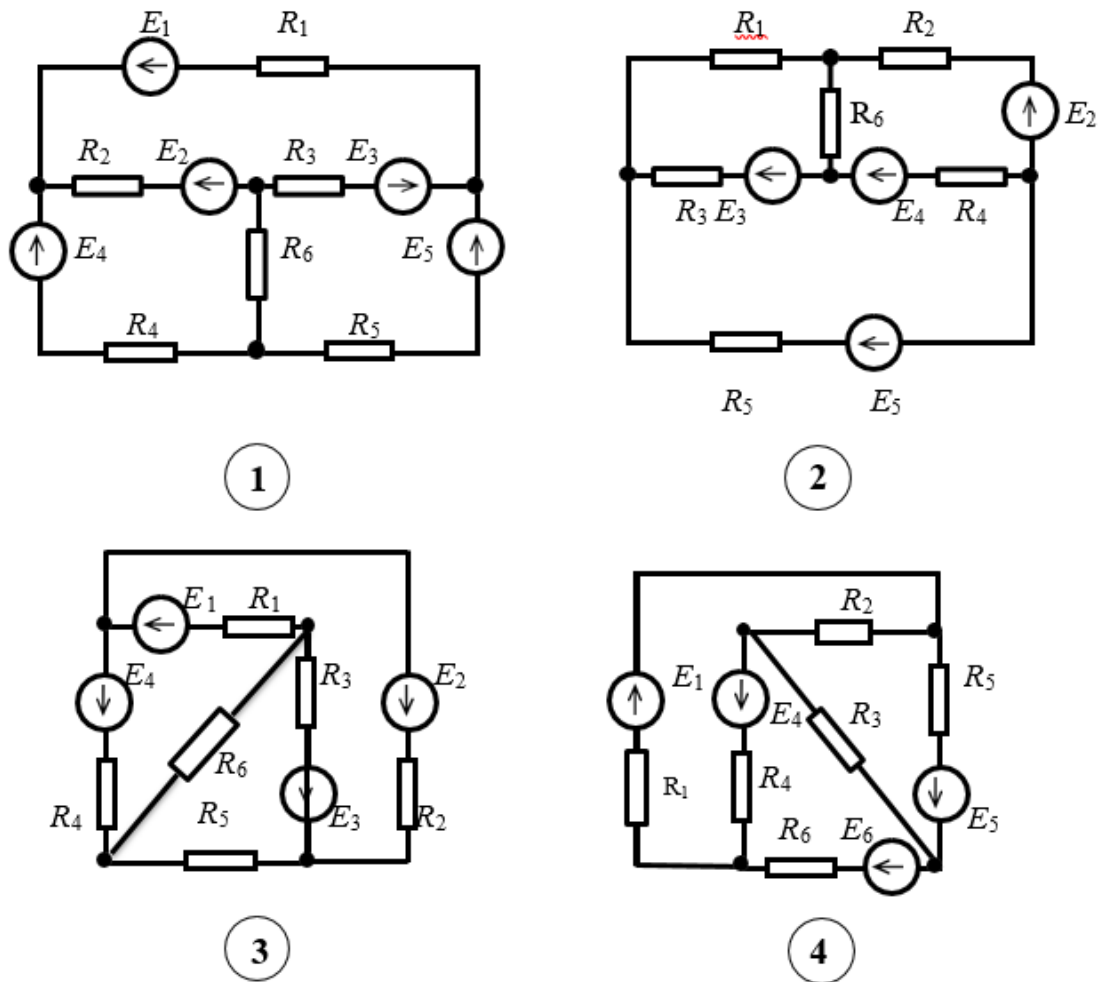 E1 R1
R2 E2 R3 E3
E4 R6 E5
R4 R5
1
R1 R2
R6 E2
R3 E3 E4 R4
R5 E5
2
E1 R1
E4 R3 E2
R6
R4 R5 E3 R2
3
R2
E1 E4 R3 R5
R1 R4
R6 E6 E5
4